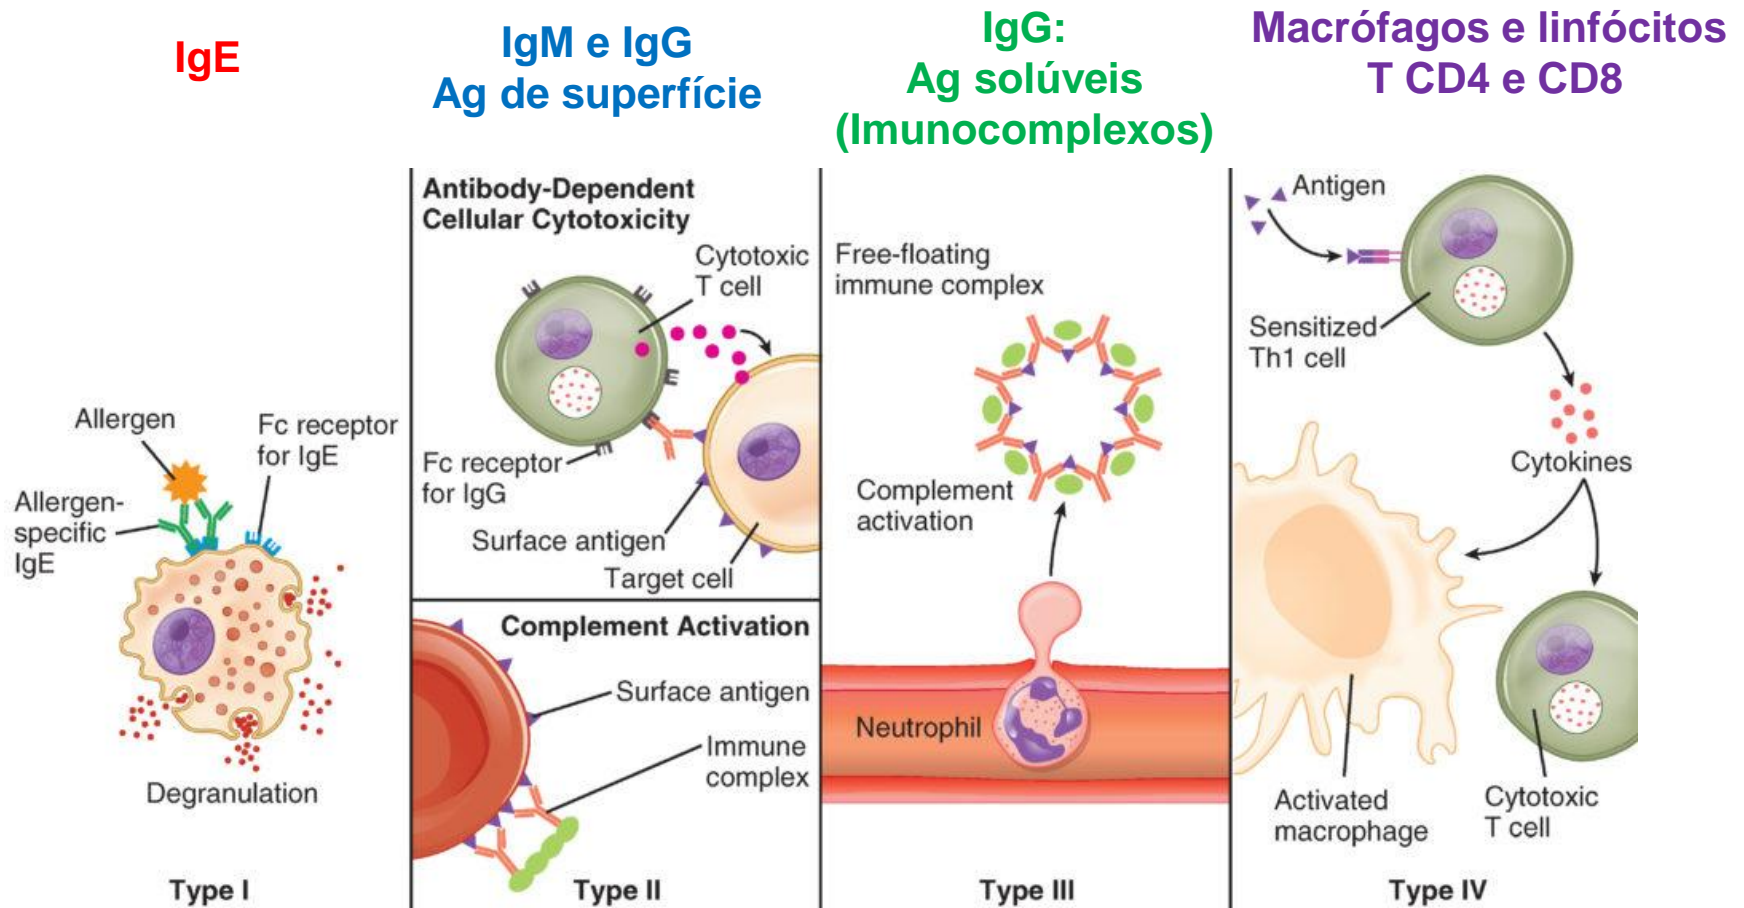 IgE
IgM e IgG
Ag de superfície
IgG:
Ag solúveis
(Imunocomplexos)
Macrófagos e linfócitos
T CD4 e CD8
Allergen
Fc receptor
for IgE
Allergen-
specific
IgE
Degranulation
Type I
Antibody-Dependent
Cellular Cytotoxicity
Cytotoxic
T cell
Fc receptor
for IgG
Surface antigen
Target cell
Complement Activation
Surface antigen
Immune
complex
Type II
Free-floating
immune complex
Complement
activation
Neutrophil
Type III
Antigen
Sensitized
Th1 cell
Cytokines
Activated
macrophage
Cytotoxic
T cell
Type IV